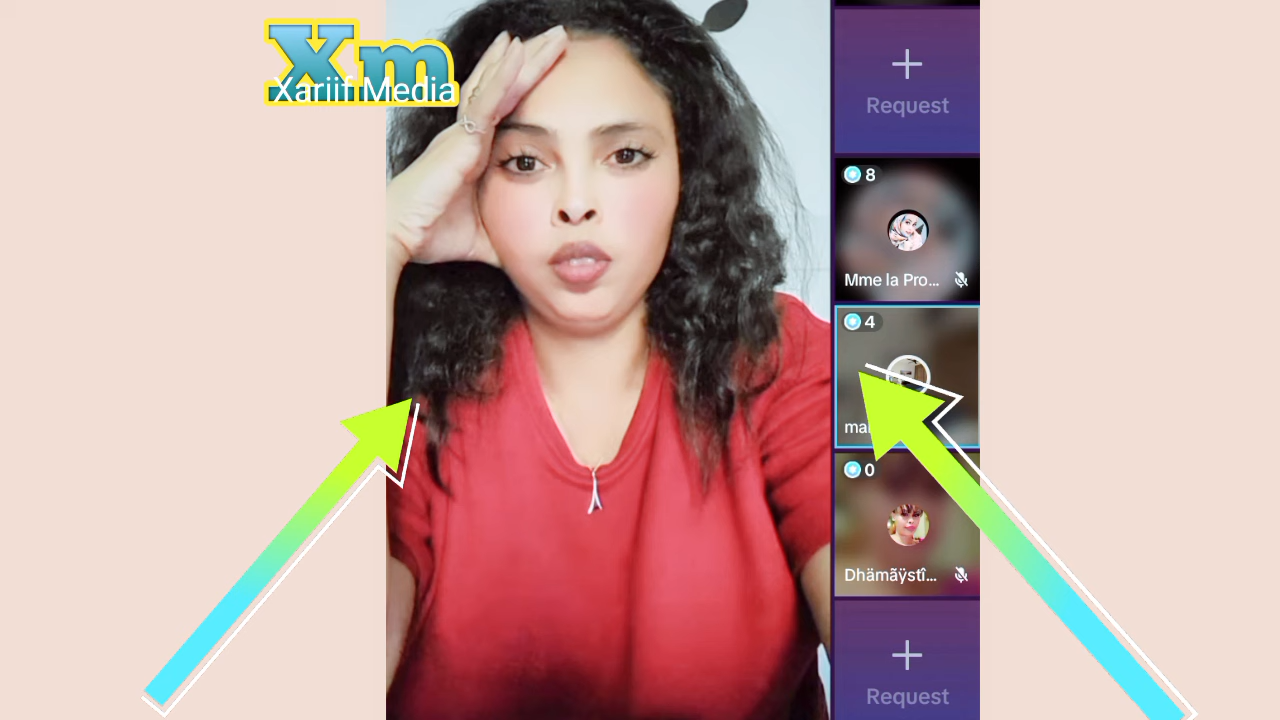 Xm
Xariif Media
Request
8
Mme la Pro...
4
0
Dhämãÿstî...
Request